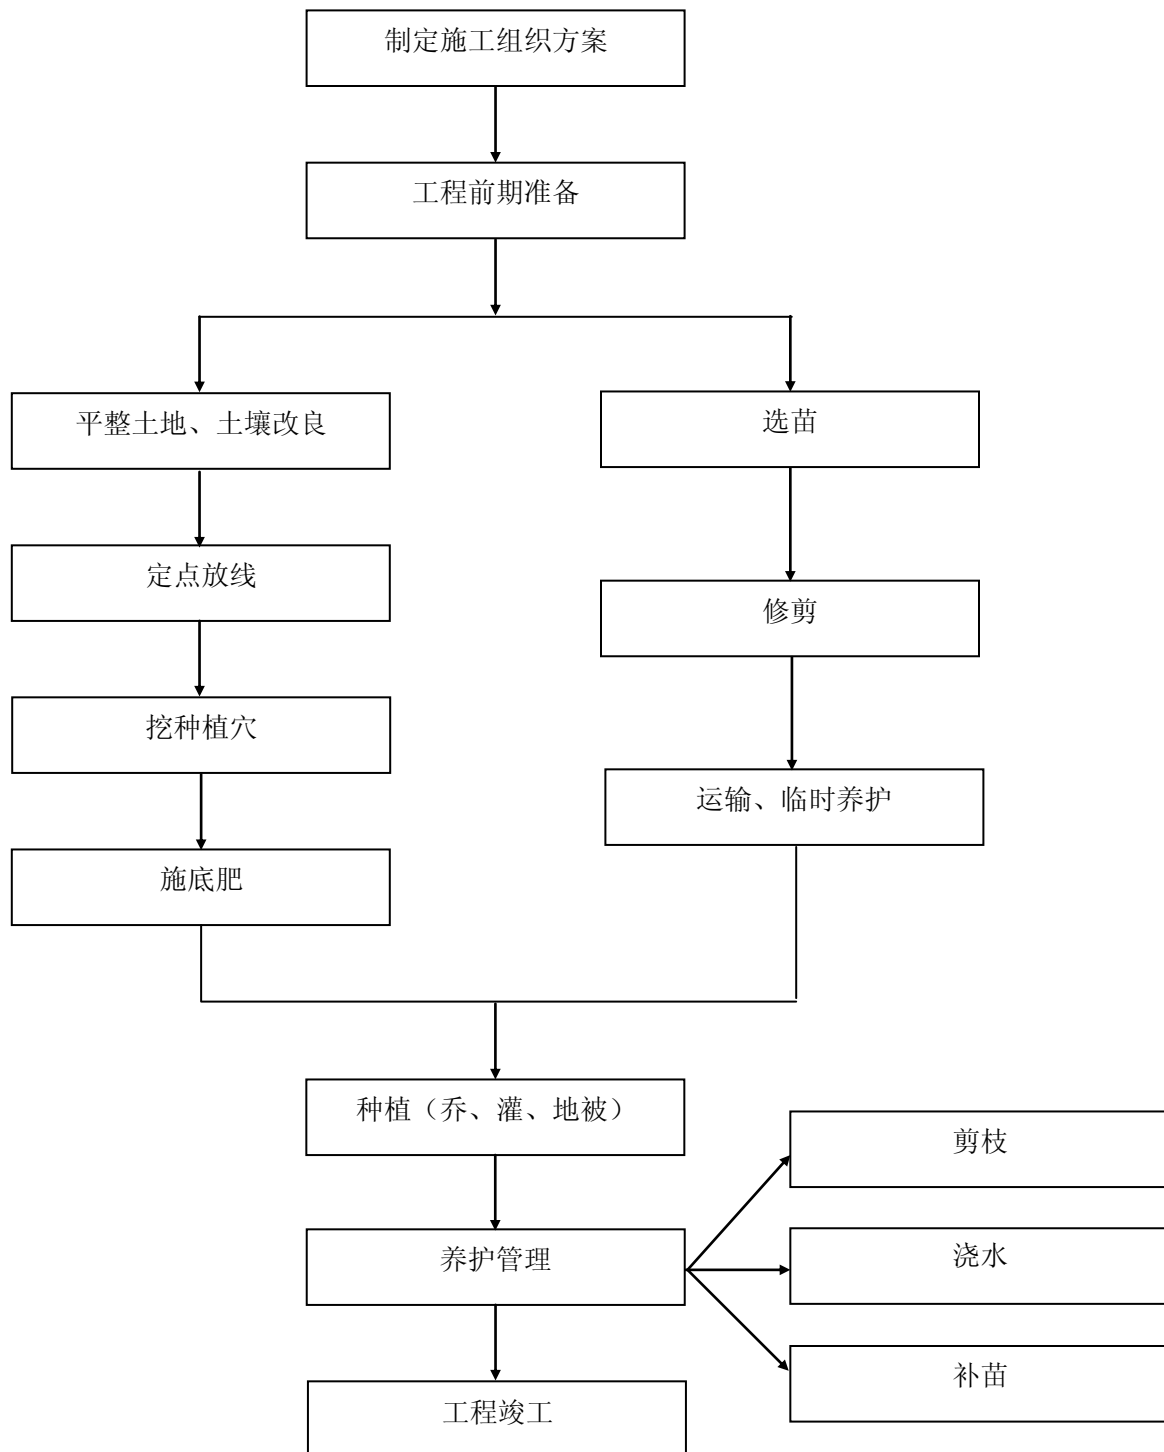 制定施工组织方案
工程前期准备
平整土地、土壤改良
选苗
定点放线
修剪
挖种植穴
运输、临时养护
施底肥
种植（乔、灌、地被）
剪枝
养护管理
浇水
补苗
工程竣工